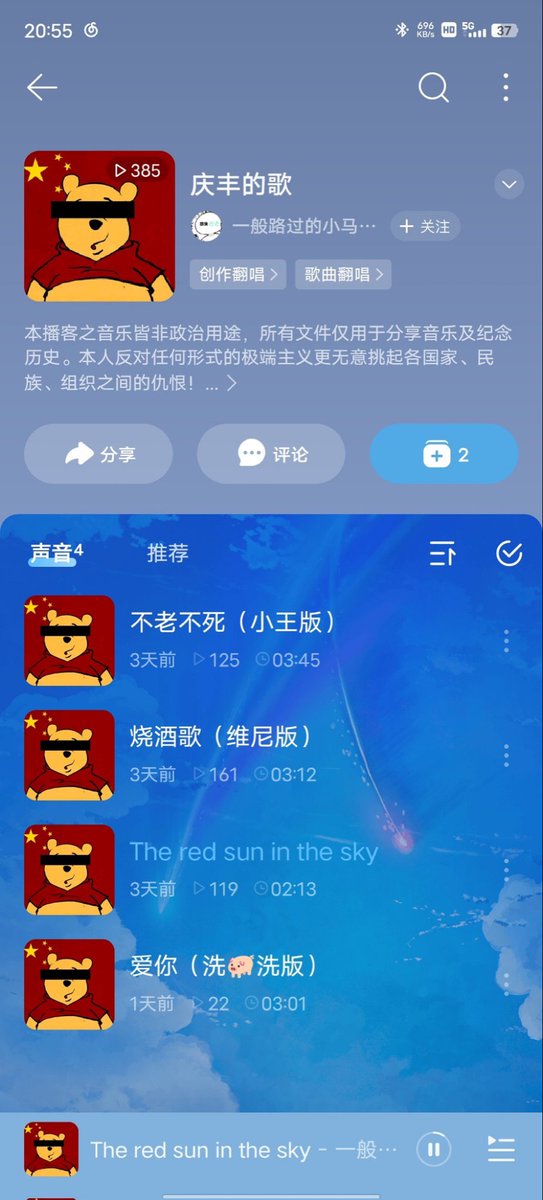 20:55
696 KB/s HD 5G 37
385
庆丰的歌
一般路过的小马…
+ 关注
创作翻唱 >
歌曲翻唱 >
本播客之音乐皆非政治用途，所有文件仅用于分享音乐及纪念
历史。本人反对任何形式的极端主义更无意挑起各国家、民
族、组织之间的仇恨！... >
分享
评论
2
声音4
推荐
不老不死（小王版）
3天前 125 03:45
烧酒歌（维尼版）
3天前 161 03:12
The red sun in the sky
3天前 119 02:13
爱你（洗🐖洗版）
1天前 22 03:01
The red sun in the sky - 一般…